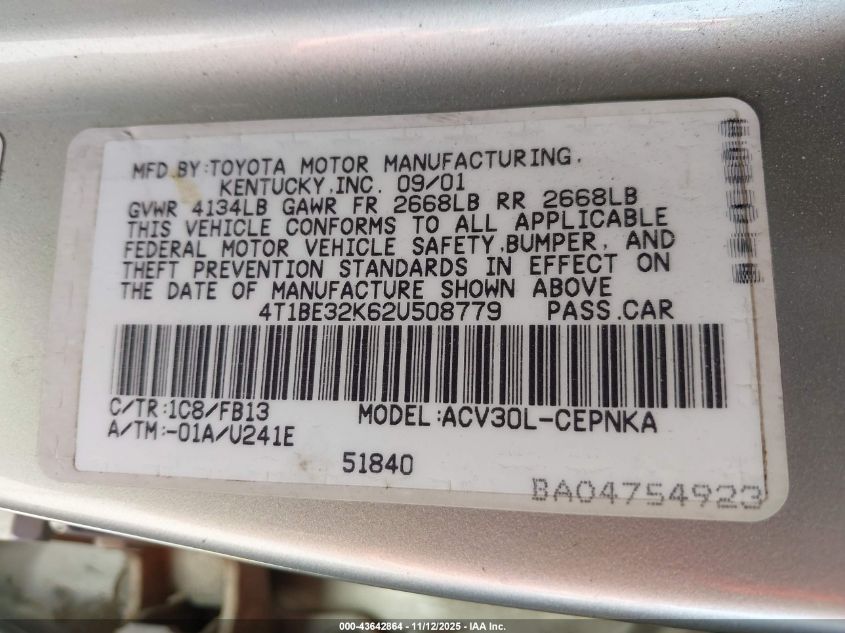 MFD.BY:TOYOTA MOTOR MANUFACTURING,
KENTUCKY,INC. 09/01
GVWR 4134LB GAWR FR 2668LB RR 2668LB
THIS VEHICLE CONFORMS TO ALL APPLICABLE
FEDERAL MOTOR VEHICLE SAFETY,BUMPER, AND
THEFT PREVENTION STANDARDS IN EFFECT ON
THE DATE OF MANUFACTURE SHOWN ABOVE
4T1BE32K62U508779 PASS.CAR
C/TR:1C8/FB13 MODEL:ACV30L-CEPNKA
A/TM:-01A/U241E
51840
BA04754923
000-43642864 - 11/12/2025 - IAA Inc.